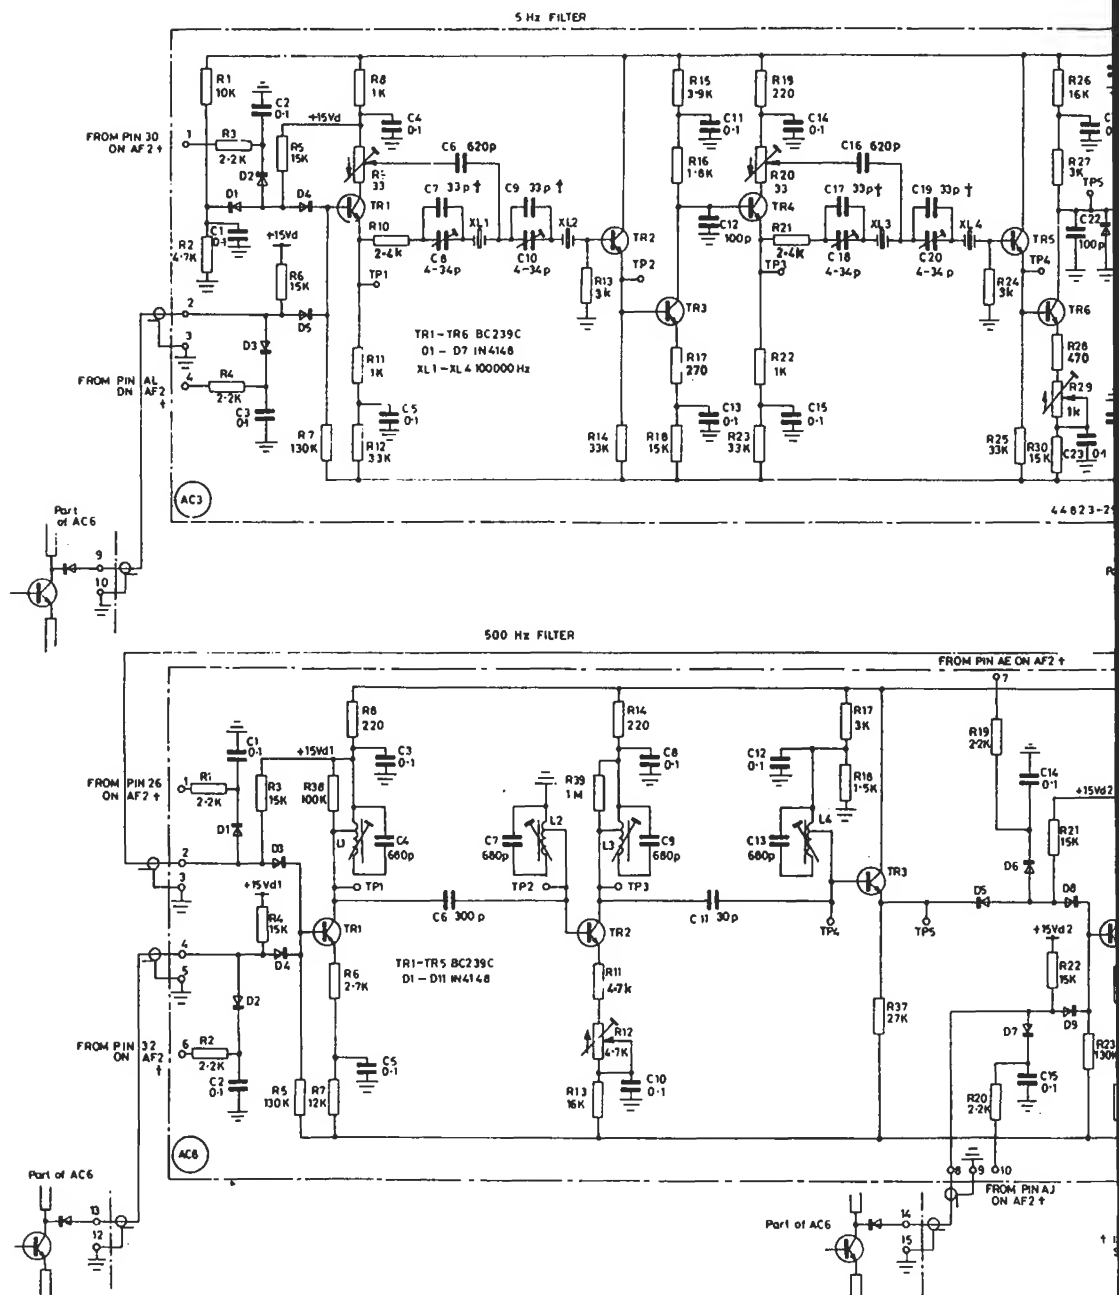 5 Hz FILTER
R1
10K
C2
0·1
+15Vd
R8
1K
C4
0·1
FROM PIN 30
ON AF2 †
1
R3
2·2K
D2
R5
15K
D1
D4
R9
33
C6 620p
C7 33p †
C9 33p †
TR1
R10
2·4k
C8
4-34p
XL1
C10
4-34p
XL2
C1
0·1
R2
4·7K
+15Vd
R6
15K
TP1
2
D5
3
D3
FROM PIN AL
ON AF2
†
4
R4
2·2K
C3
0·1
R11
1K
C5
0·1
R7
130K
R12
33K
TR1-TR6 BC239C
D1 - D7 IN4148
XL1-XL4 100000 Hz
R13
3k
TR2
TP2
TR3
R14
33K
R15
3·9K
C11
0·1
R16
1·8K
C12
100p
R17
270
C13
0·1
R18
15K
R19
220
C14
0·1
R20
33
TR4
C16 620p
C17 33p †
C19 33p †
R21
2·4k
C18
4-34p
XL3
C20
4-34p
XL4
TP3
R22
1K
C15
0·1
R23
33K
R24
3k
TR5
TP4
TR6
R25
33K
R26
16K
R27
3K
TP5
C22
100p
R28
470
R29
1k
R30
15K
C23 0·1
AC3
44823-2
Part
of AC6
9
10
500 Hz FILTER
FROM PIN AE ON AF2 †
7
R8
220
C1
0·1
+15Vd1
C3
0·1
FROM PIN 26
ON AF2 †
1
R1
2·2K
R3
15K
R38
100K
D1
L1
C4
680p
2
D3
3
+15Vd1
R4
15K
TP1
C6 300p
4
D4
TR1
5
D2
R6
2·7K
TR1-TR5 BC239C
D1 - D11 IN4148
FROM PIN 32
ON AF2
†
6
R2
2·2K
C2
0·1
C5
0·1
R5
130K
R7
12K
C7
680p
L2
TP2
R14
220
C8
0·1
R39
1M
L3
C9
680p
TP3
TR2
C11 30p
R11
4·7k
R12
4·7K
R13
16K
C10
0·1
R17
3K
C12
0·1
R18
1·5K
C13
680p
L4
TR3
TP4
TP5
R37
27K
R19
2·2K
C14
0·1
+15Vd2
R21
15K
D6
D5
D8
+15Vd2
R22
15K
D7
D9
R23
130K
C15
0·1
R20
2·2K
AC6
8
9
10
FROM PIN AJ
ON AF2 †
Part of AC6
13
12
Part of AC6
14
15
†